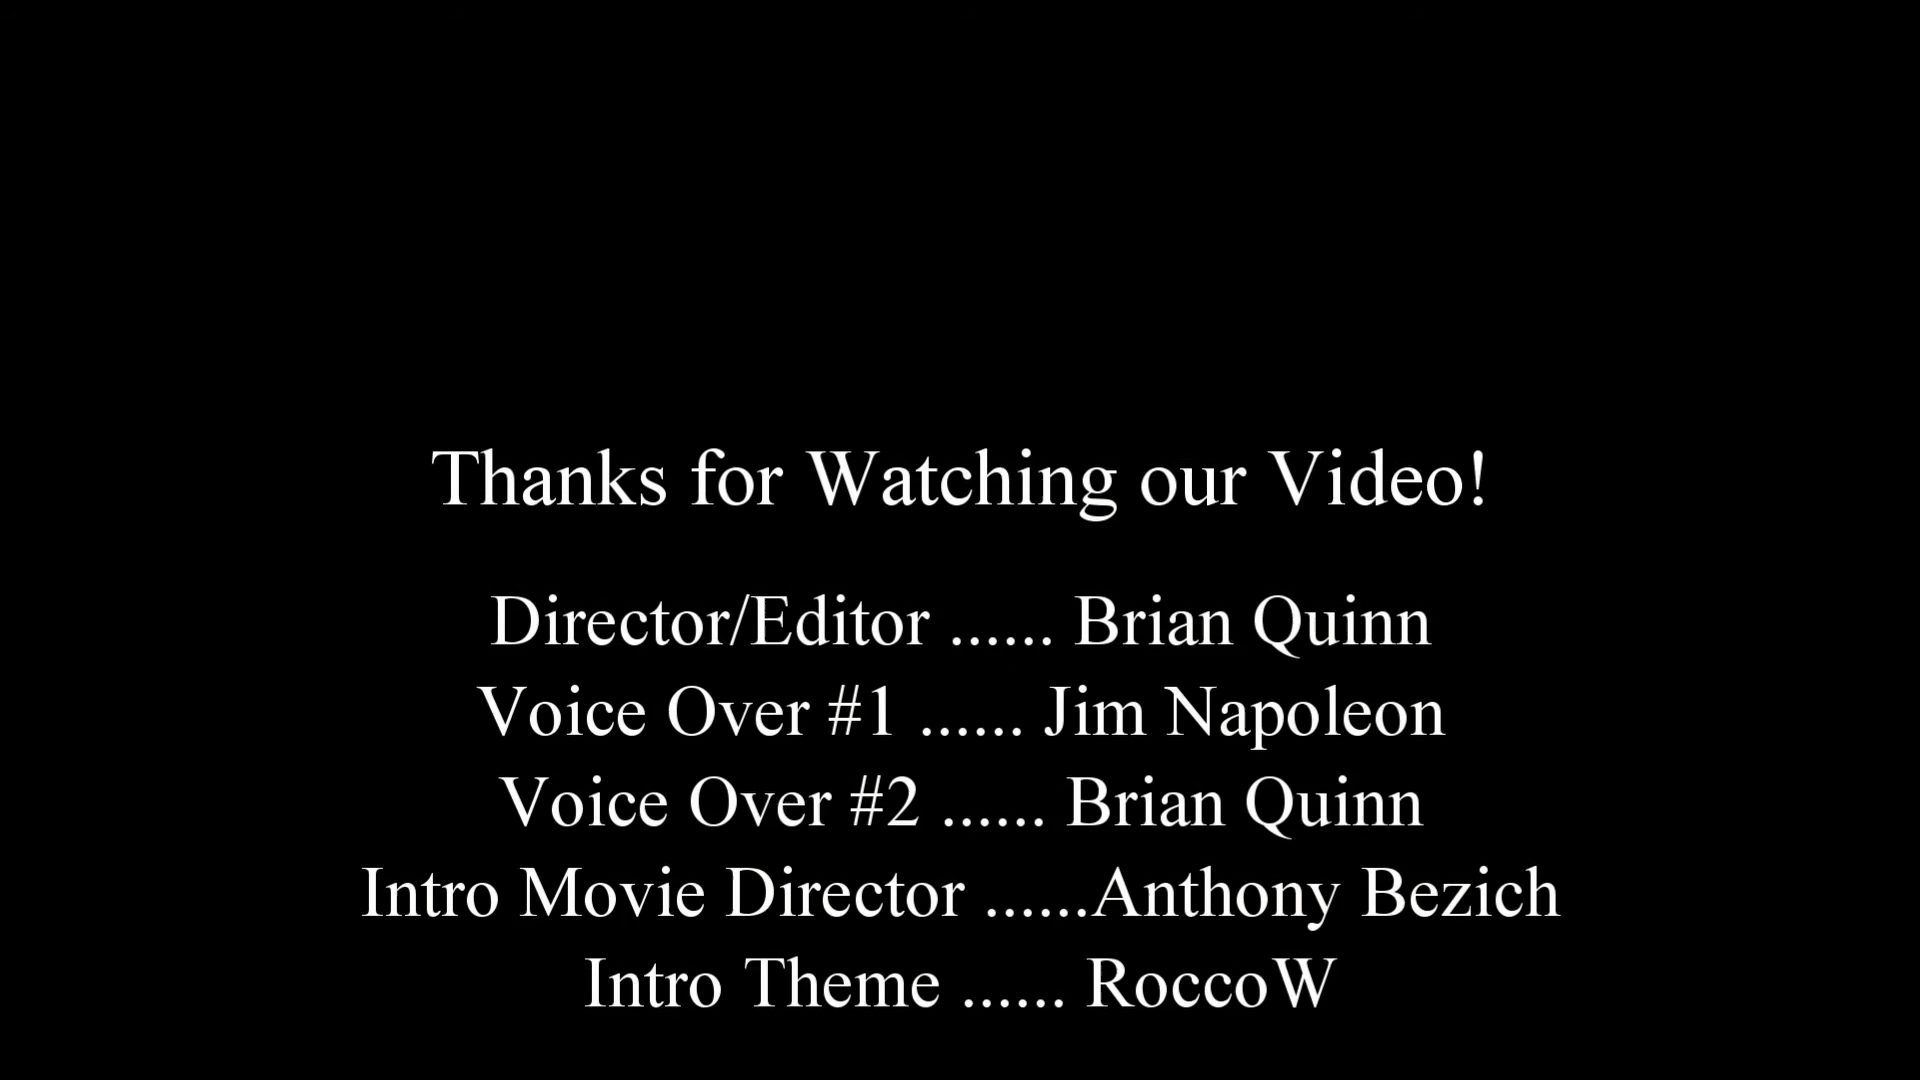 Thanks for Watching our Video!
Director/Editor ...... Brian Quinn
Voice Over #1 ...... Jim Napoleon
Voice Over #2 ...... Brian Quinn
Intro Movie Director ......Anthony Bezich
Intro Theme ...... RoccoW